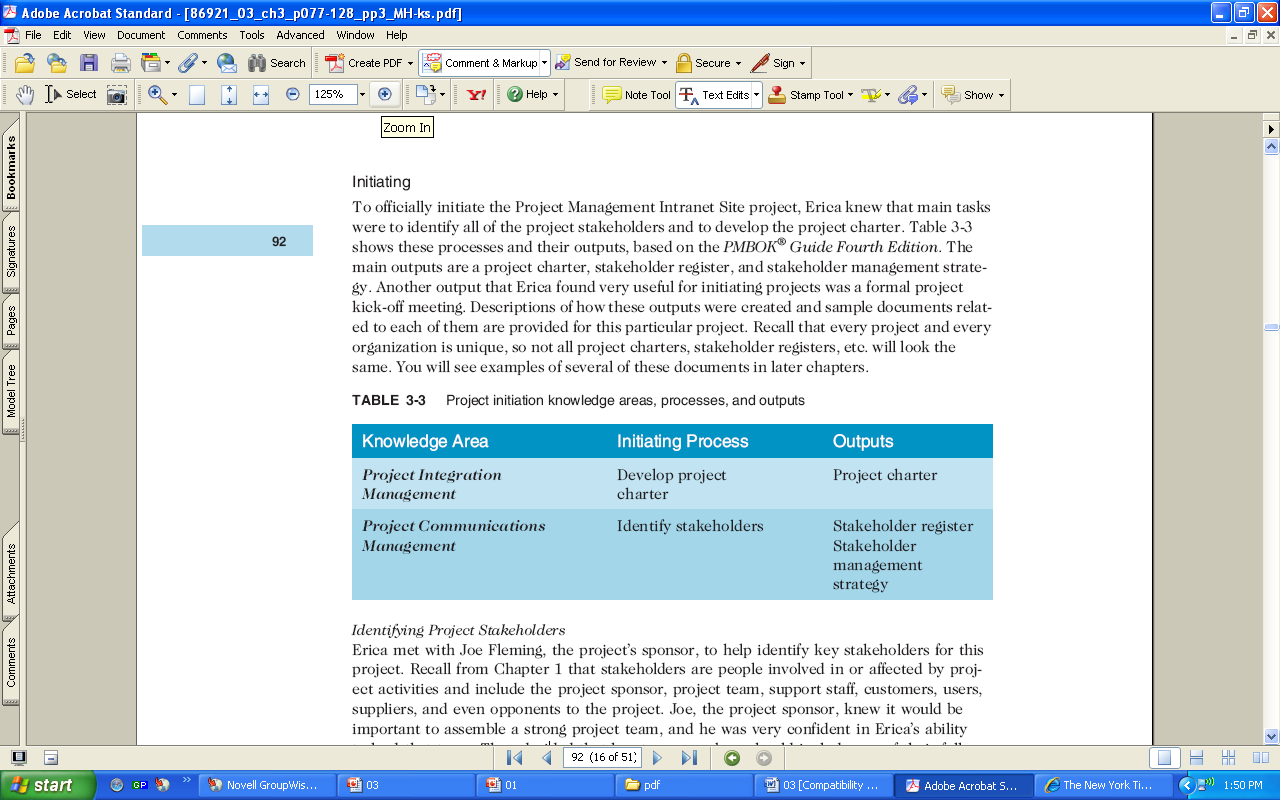 Adobe Acrobat Standard - [86921_03_ch3_p077-128_pp3_MH-ks.pdf]
File Edit View Document Comments Tools Advanced Window Help
Search Create PDF Comment & Markup Send for Review Secure Sign
Select 125% Y! Help Note Tool Text Edits Stamp Tool Show
Zoom In
Bookmarks
Signatures
Pages
Model Tree
Attachments
Comments
92
Initiating
To officially initiate the Project Management Intranet Site project, Erica knew that main tasks
were to identify all of the project stakeholders and to develop the project charter. Table 3-3
shows these processes and their outputs, based on the PMBOK® Guide Fourth Edition. The
main outputs are a project charter, stakeholder register, and stakeholder management strate-
gy. Another output that Erica found very useful for initiating projects was a formal project
kick-off meeting. Descriptions of how these outputs were created and sample documents relat-
ed to each of them are provided for this particular project. Recall that every project and every
organization is unique, so not all project charters, stakeholder registers, etc. will look the
same. You will see examples of several of these documents in later chapters.
TABLE 3-3 Project initiation knowledge areas, processes, and outputs
Knowledge Area Initiating Process Outputs
Project Integration Develop project Project charter
Management charter
Project Communications Identify stakeholders Stakeholder register
Management Stakeholder
management
strategy
Identifying Project Stakeholders
Erica met with Joe Fleming, the project's sponsor, to help identify key stakeholders for this
project. Recall from Chapter 1 that stakeholders are people involved in or affected by proj-
ect activities and include the project sponsor, project team, support staff, customers, users,
suppliers, and even opponents to the project. Joe, the project sponsor, knew it would be
important to assemble a strong project team, and he was very confident in Erica's ability
92 (16 of 51)
start GP Novell GroupWis... 03 01 pdf 03 [Compatibility ... Adobe Acrobat S... The New York Ti... 1:50 PM